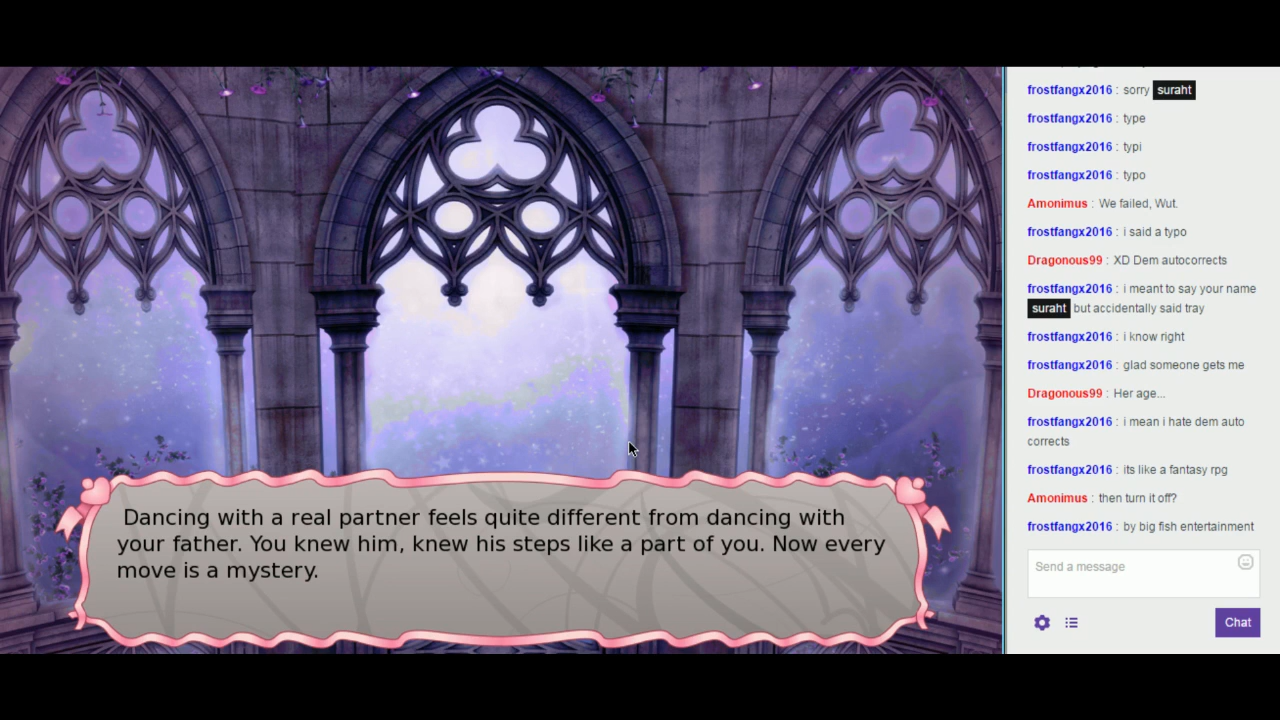 Dancing with a real partner feels quite different from dancing with
your father. You knew him, knew his steps like a part of you. Now every
move is a mystery.
frostfangx2016 : sorry suraht
frostfangx2016 : type
frostfangx2016 : typi
frostfangx2016 : typo
Amonimus : We failed, Wut.
frostfangx2016 : i said a typo
Dragonous99 : XD Dem autocorrects
frostfangx2016 : i meant to say your name
suraht but accidentally said tray
frostfangx2016 : i know right
frostfangx2016 : glad someone gets me
Dragonous99 : Her age...
frostfangx2016 : i mean i hate dem auto
corrects
frostfangx2016 : its like a fantasy rpg
Amonimus : then turn it off?
frostfangx2016 : by big fish entertainment
Send a message
Chat